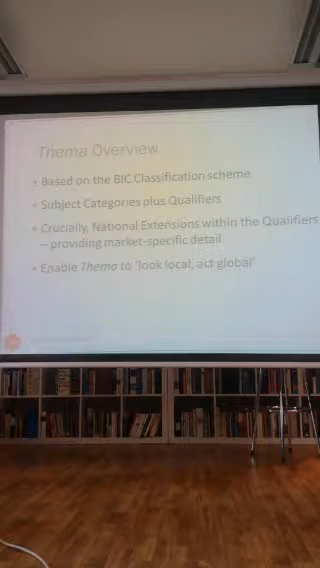 Thema Overview
• Based on the BIC Classification scheme
• Subject Categories plus Qualifiers
• Crucially, National Extensions within the Qualifiers
– providing market-specific detail
• Enable Thema to 'look local, act global'